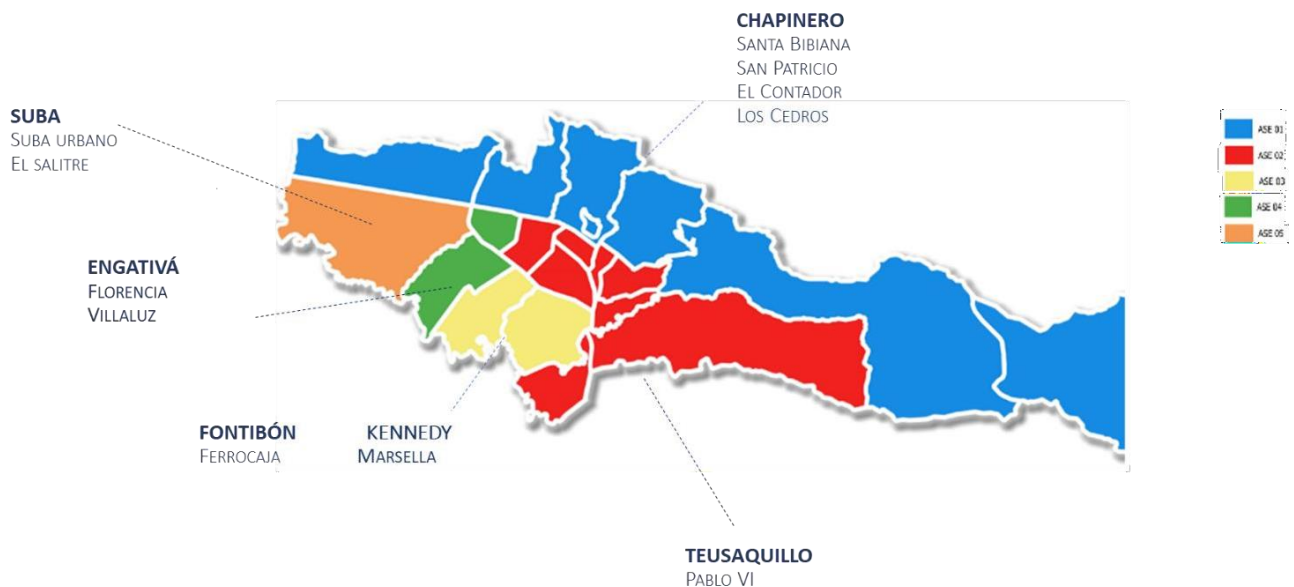 CHAPINERO
SANTA BIBIANA
SAN PATRICIO
EL CONTADOR
LOS CEDROS
SUBA
SUBA URBANO
EL SALITRE
ENGATIVÁ
FLORENCIA
VILLALUZ
FONTIBÓN
FERROCAJA
KENNEDY
MARSELLA
TEUSAQUILLO
PABLO VI
ASE 01
ASE 02
ASE 03
ASE 04
ASE 05